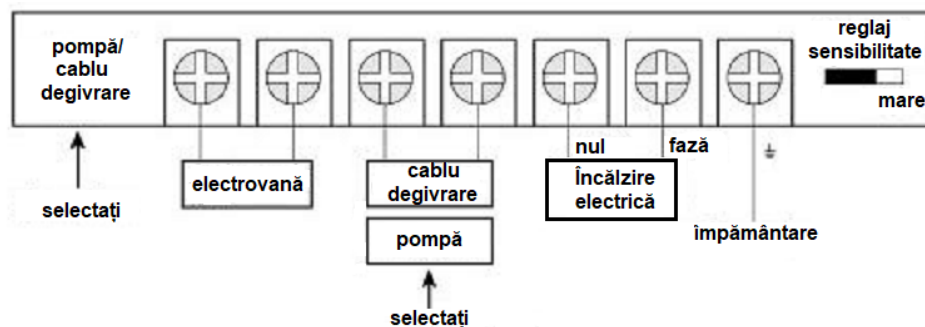 pompă/
cablu
degivrare
reglaj
sensibilitate
mare
nul
fază
electrovană
cablu
degivrare
Încălzire
electrică
selectați
pompă
împământare
selectați